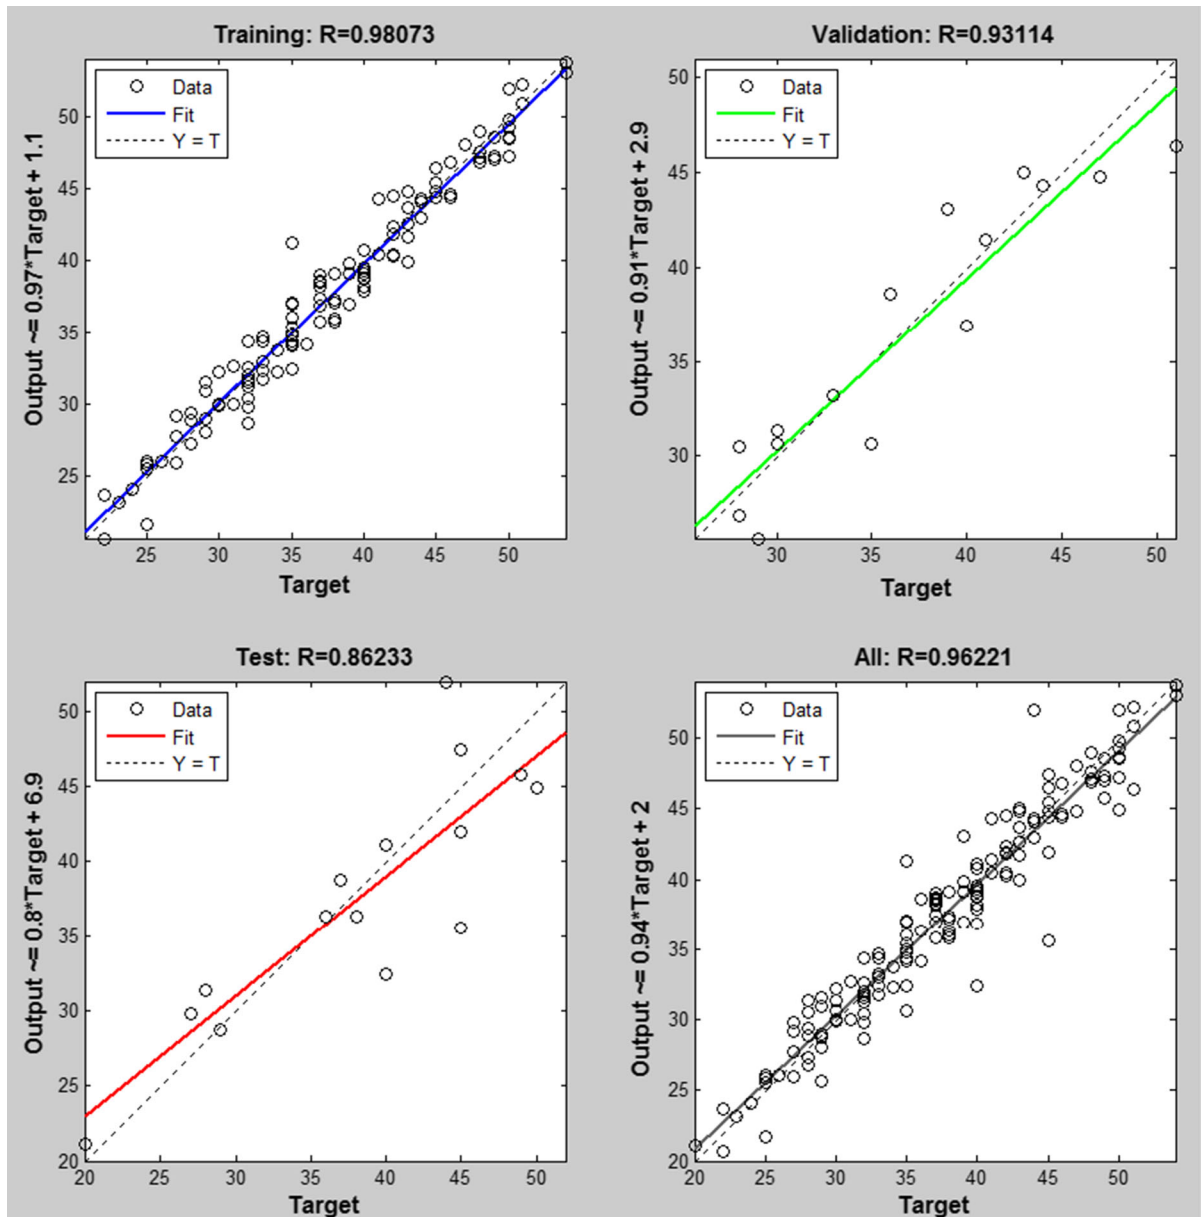 Training: R=0.98073
Output ~= 0.97*Target + 1.1
Data
Fit
Y = T
50
45
40
35
30
25
25 30 35 40 45 50
Target
Validation: R=0.93114
Output ~= 0.91*Target + 2.9
Data
Fit
Y = T
50
45
40
35
30
30 35 40 45 50
Target
Test: R=0.86233
Output ~= 0.8*Target + 6.9
Data
Fit
Y = T
50
45
40
35
30
25
20
20 25 30 35 40 45 50
Target
All: R=0.96221
Output ~= 0.94*Target + 2
Data
Fit
Y = T
50
45
40
35
30
25
20
20 25 30 35 40 45 50
Target